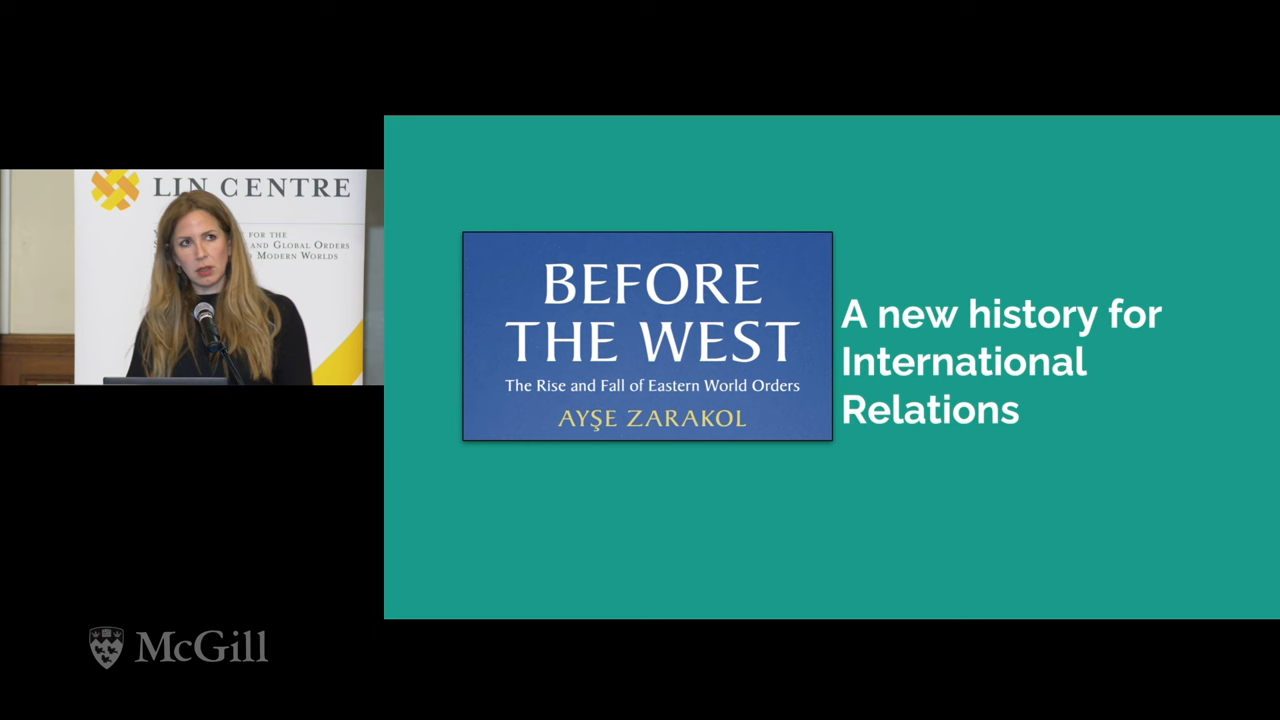 LIN CENTRE
FOR THE
AND GLOBAL ORDERS
MODERN WORLDS
BEFORE
THE WEST
The Rise and Fall of Eastern World Orders
AYŞE ZARAKOL
A new history for
International
Relations
McGill